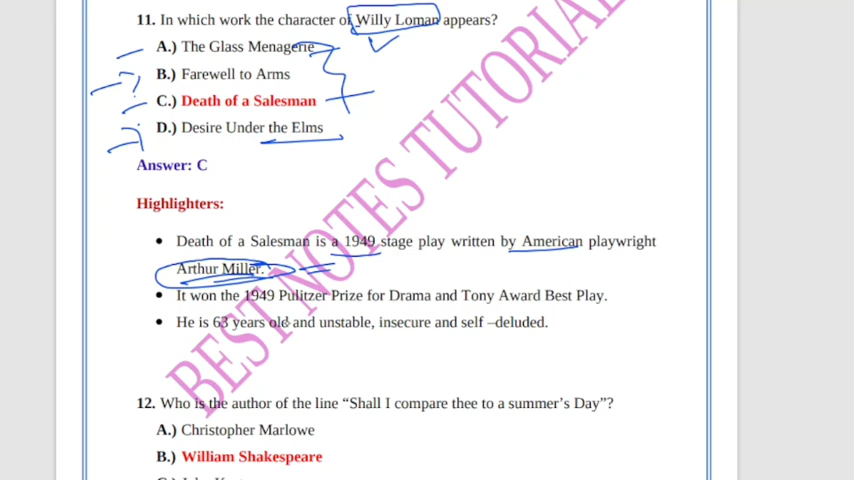 11. In which work the character of Willy Loman appears?
A.) The Glass Menagerie
B.) Farewell to Arms
C.) Death of a Salesman
D.) Desire Under the Elms
Answer: C
Highlighters:
• Death of a Salesman is a 1949 stage play written by American playwright
Arthur Miller.
• It won the 1949 Pulitzer Prize for Drama and Tony Award Best Play.
• He is 63 years old and unstable, insecure and self –deluded.
BEST NOTES TUTORIAL
12. Who is the author of the line “Shall I compare thee to a summer’s Day”?
A.) Christopher Marlowe
B.) William Shakespeare